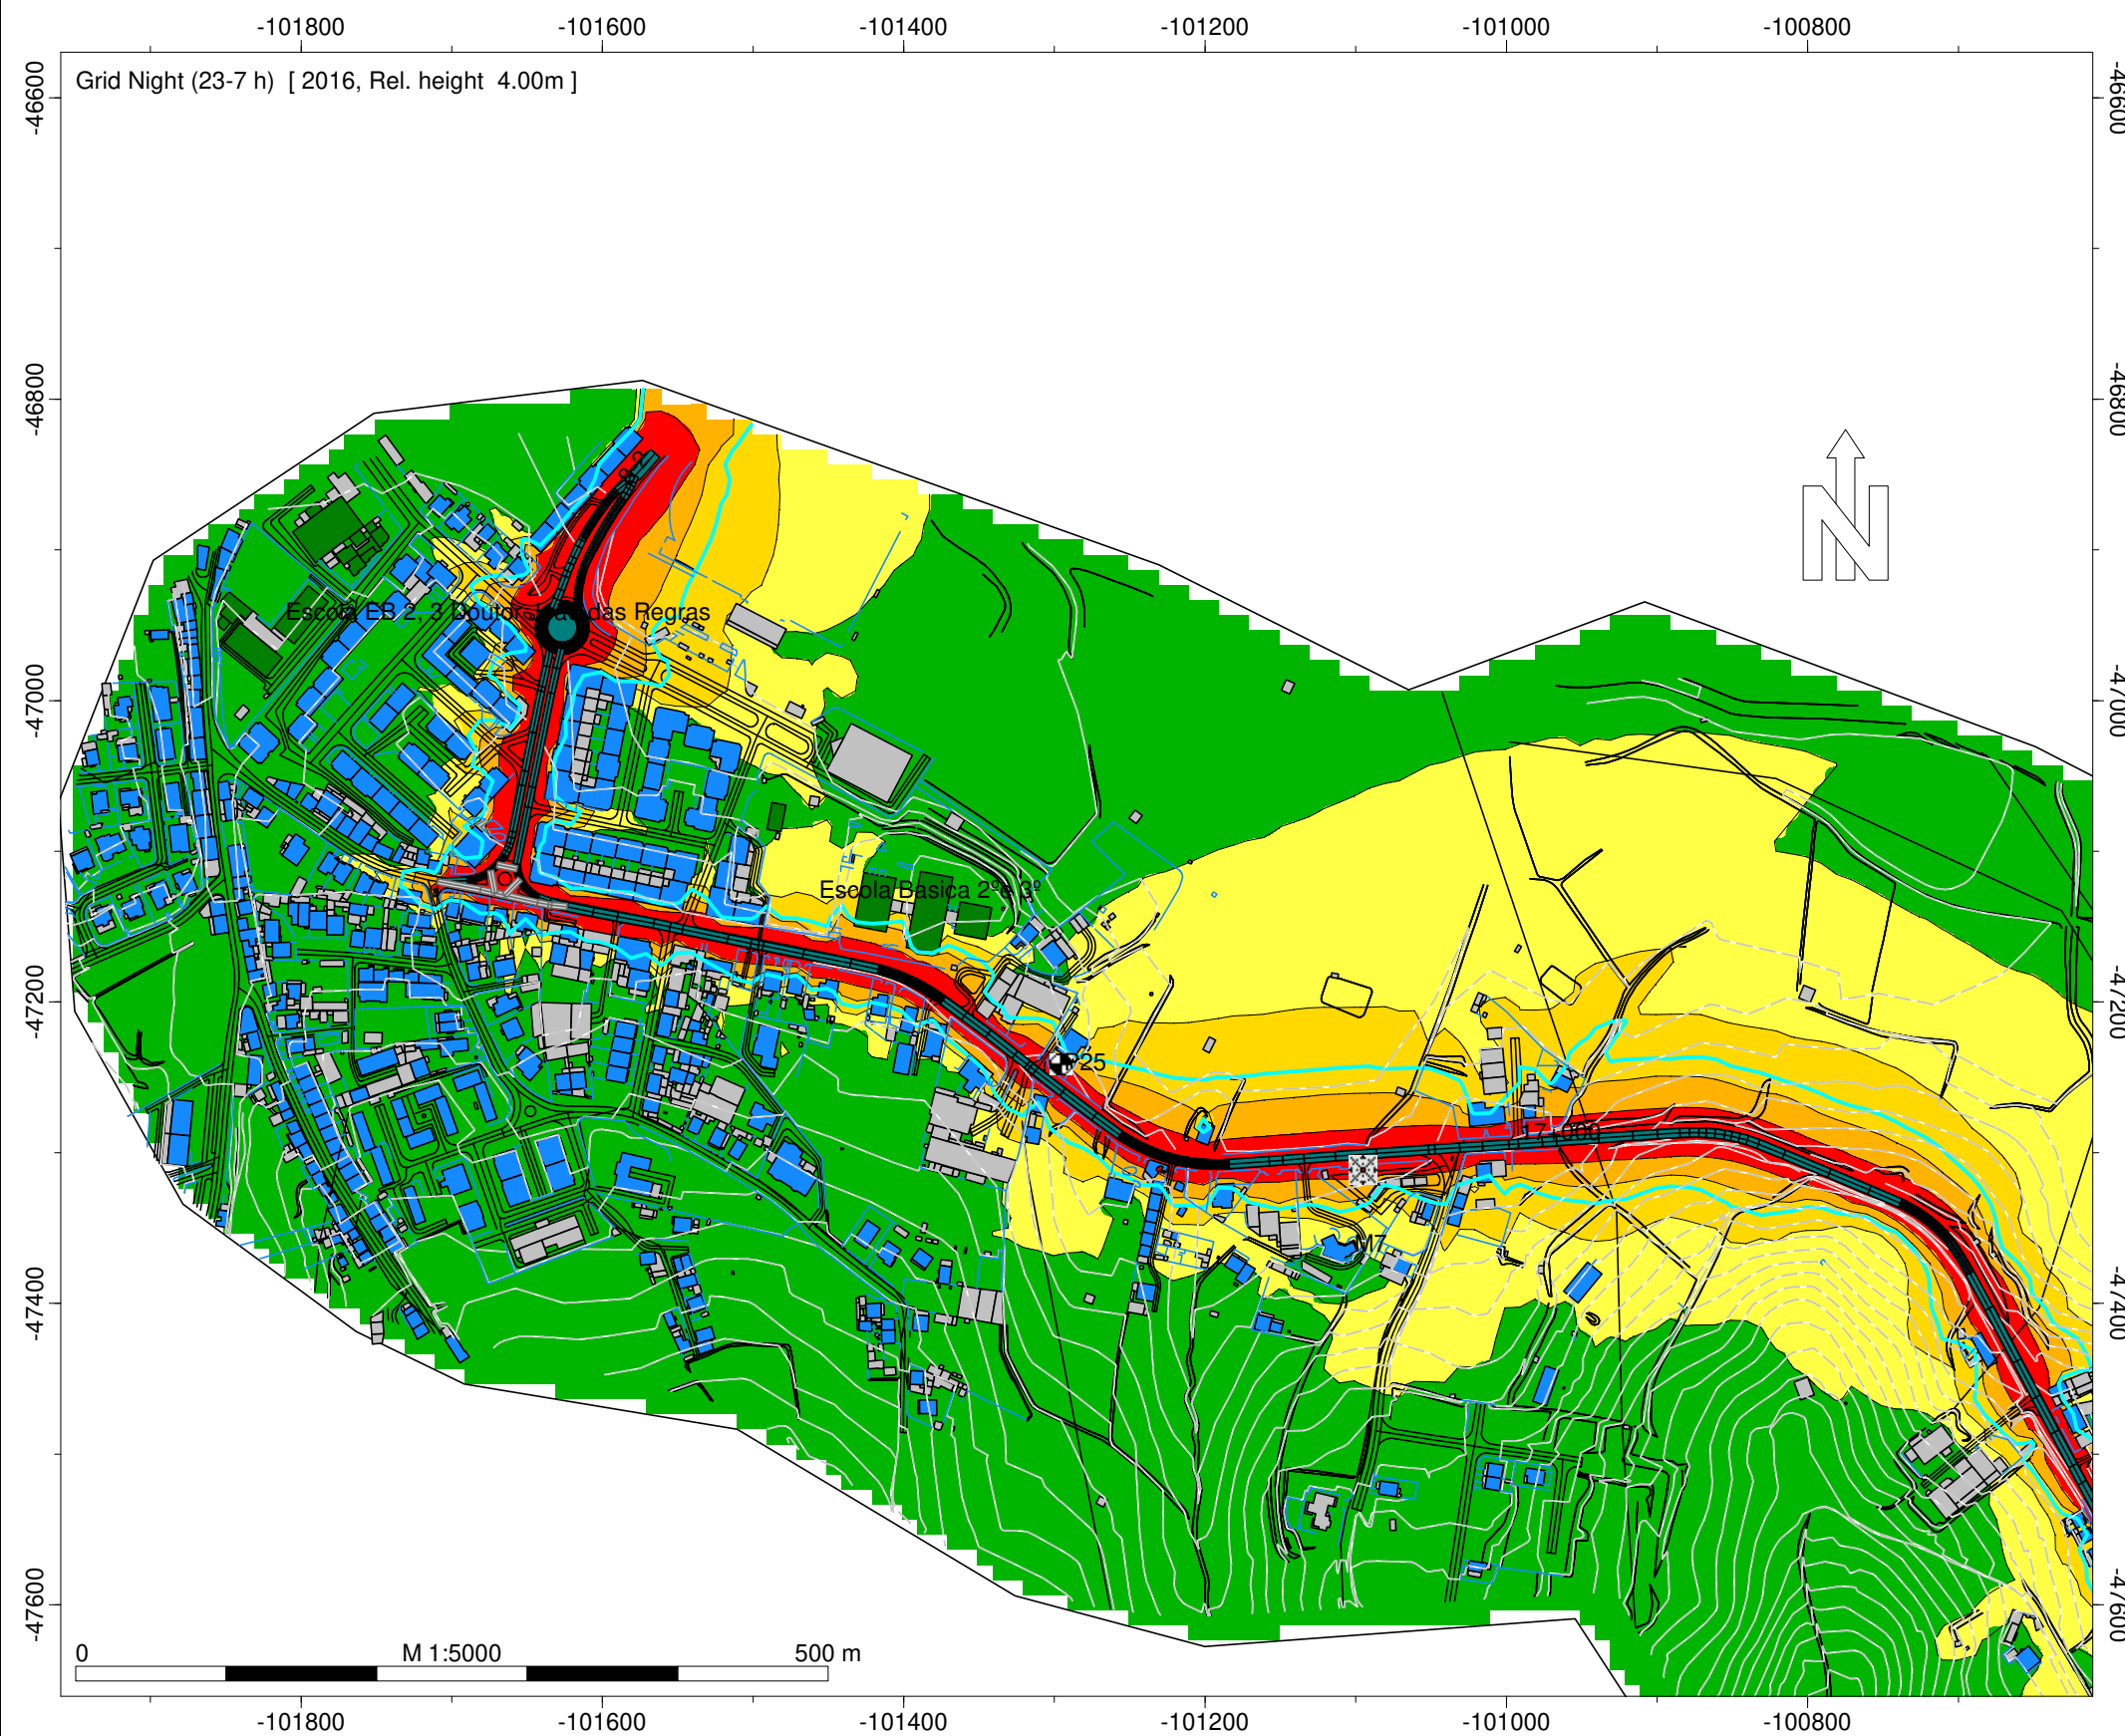 -101800 -101600 -101400 -101200 -101000 -100800
Grid Night (23-7 h) [ 2016, Rel. height 4.00m ]
-46600 -46600
-46800 -46800
N
-47000 -47000
Escola Basica 2º e 3º
-47200 -47200
-47400 -47400
-47600 -47600
0 M 1:5000 500 m
-101800 -101600 -101400 -101200 -101000 -100800